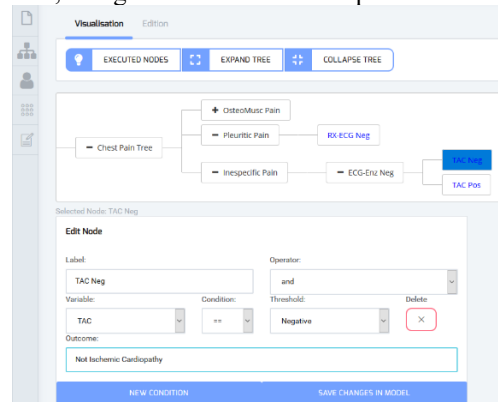 Visualisation Edition
EXECUTED NODES EXPAND TREE COLLAPSE TREE
OsteoMusc Pain
Pleuritic Pain RX-ECG Neg
Chest Pain Tree
TAC Neg
Inespecific Pain ECG-Enz Neg
TAC Pos
Selected Node: TAC Neg
Edit Node
Label: Operator:
TAC Neg and
Variable: Condition: Threshold: Delete
TAC == Negative
Outcome:
Not Ischemic Cardiopathy
NEW CONDITION SAVE CHANGES IN MODEL